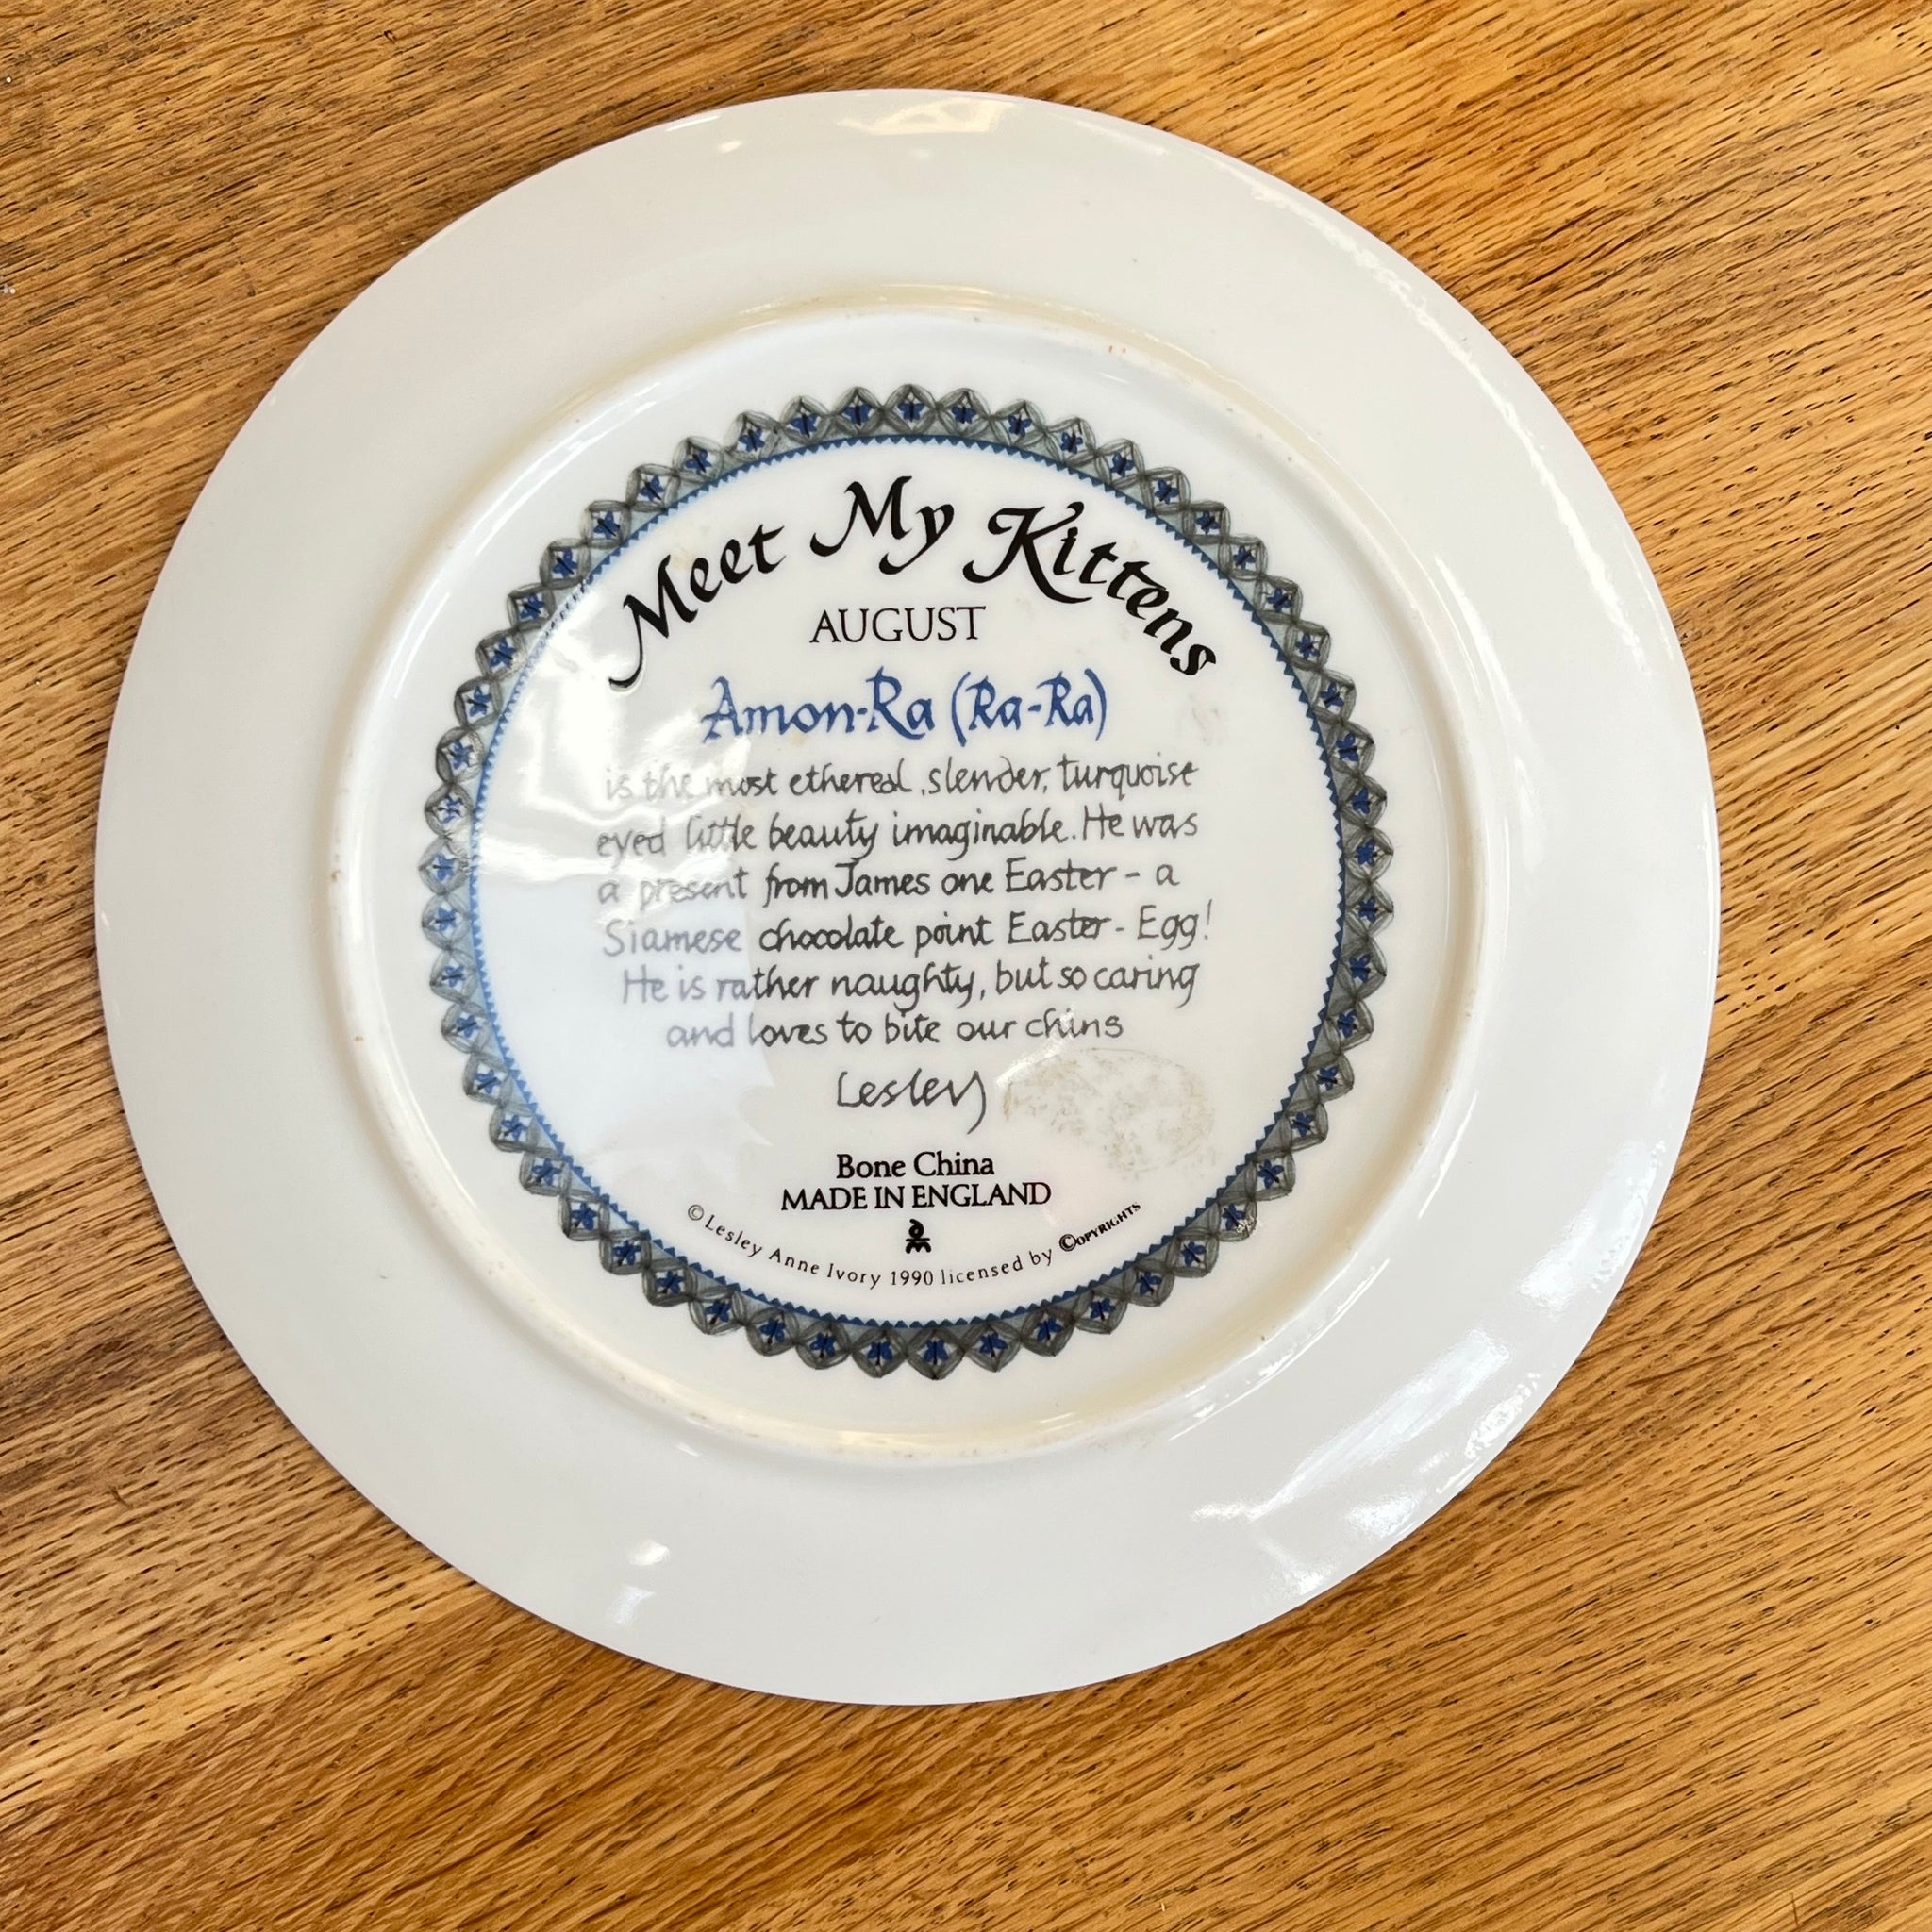 Meet My Kittens
AUGUST
Amon-Ra (Ra-Ra)
is the most ethereal, slender, turquoise
eyed little beauty imaginable. He was
a present from James one Easter - a
Siamese chocolate point Easter - Egg!
He is rather naughty, but so caring
and loves to bite our chins
Lesley
Bone China
MADE IN ENGLAND
© Lesley Anne Ivory 1990 licensed by ©OPYRIGHTS